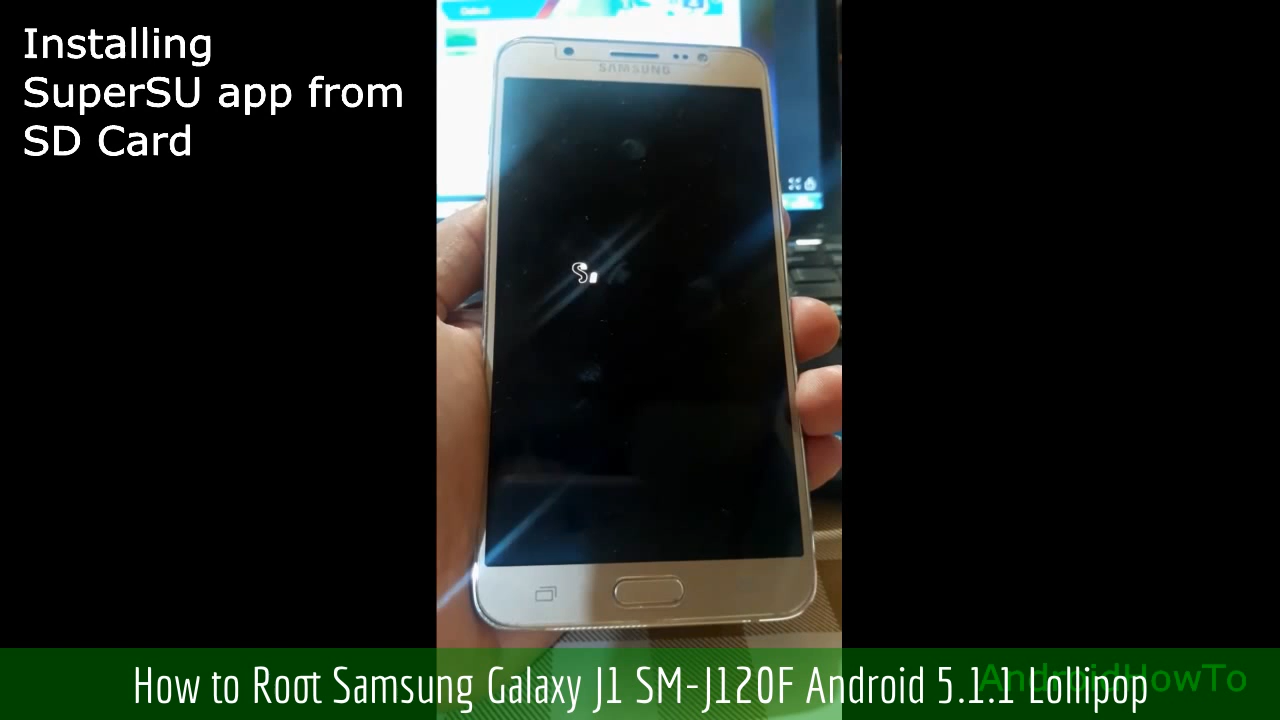 Installing
SuperSU app from
SD Card
SAMSUNG
S
How to Root Samsung Galaxy J1 SM-J120F Android 5.1.1 Lollipop
AndroidHowTo